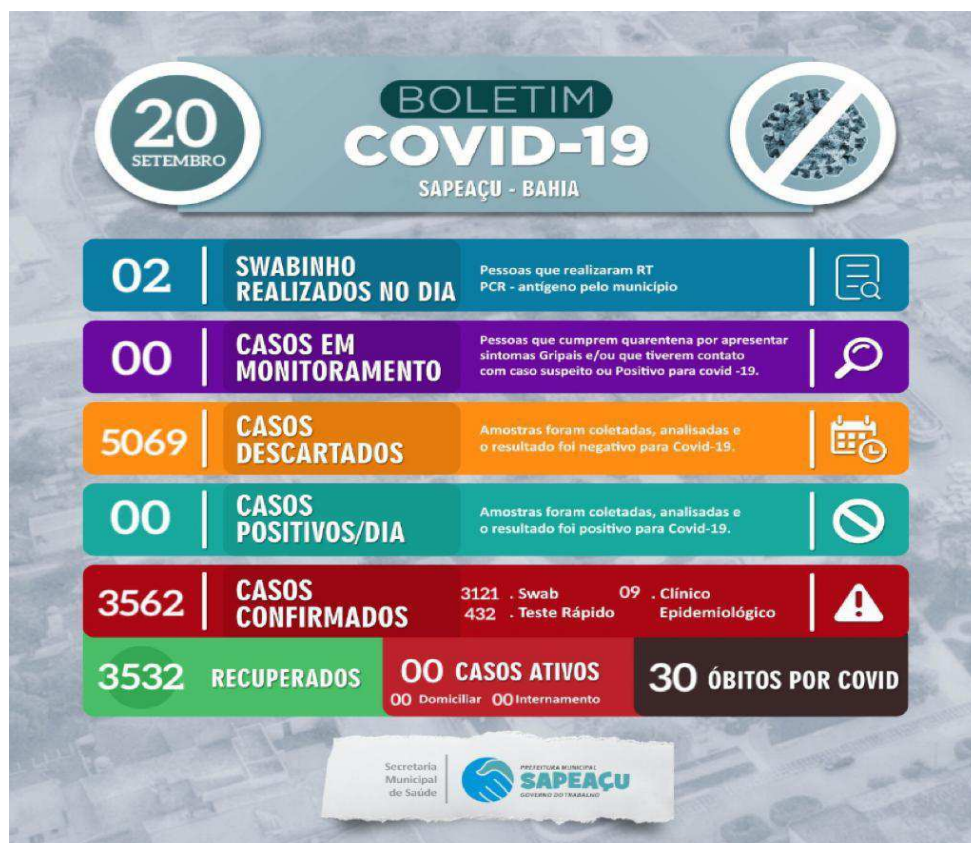 20
SETEMBRO
BOLETIM
COVID-19
SAPEAÇU - BAHIA
02
SWABINHO
REALIZADOS NO DIA
Pessoas que realizaram RT
PCR - antígeno pelo município
00
CASOS EM
MONITORAMENTO
Pessoas que cumprem quarentena por apresentar
sintomas Gripais e/ou que tiverem contato
com caso suspeito ou Positivo para covid -19.
5069
CASOS
DESCARTADOS
Amostras foram coletadas, analisadas e
o resultado foi negativo para Covid-19.
00
CASOS
POSITIVOS/DIA
Amostras foram coletadas, analisadas e
o resultado foi positivo para Covid-19.
3562
CASOS
CONFIRMADOS
3121 . Swab
432 . Teste Rápido
09 . Clínico
Epidemiológico
3532 RECUPERADOS
00 CASOS ATIVOS
00 Domiciliar 00 Internamento
30 ÓBITOS POR COVID
Secretaria
Municipal
de Saúde
PREFEITURA MUNICIPAL
SAPEAÇU
GOVERNO DO TRABALHO